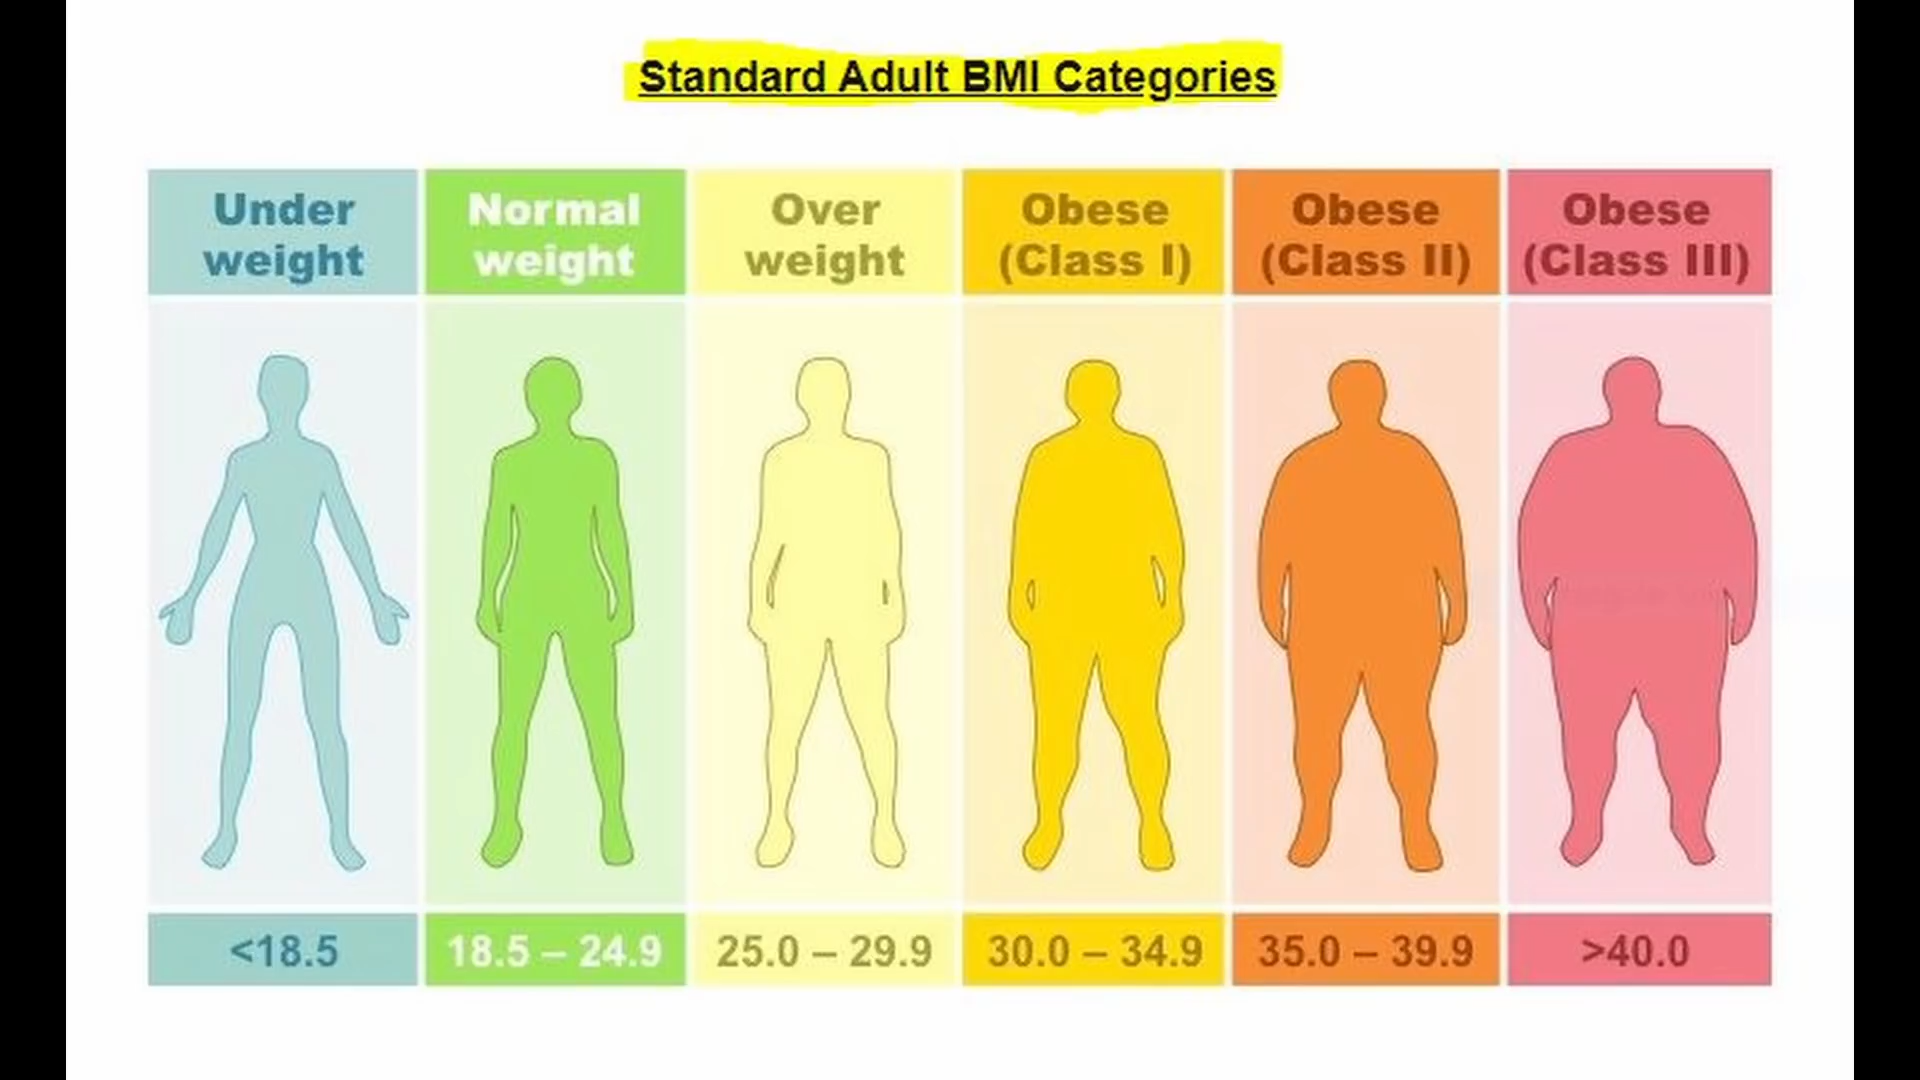 Standard Adult BMI Categories
Under
weight
Normal
weight
Over
weight
Obese
(Class I)
Obese
(Class II)
Obese
(Class III)
<18.5
18.5 – 24.9
25.0 – 29.9
30.0 – 34.9
35.0 – 39.9
>40.0